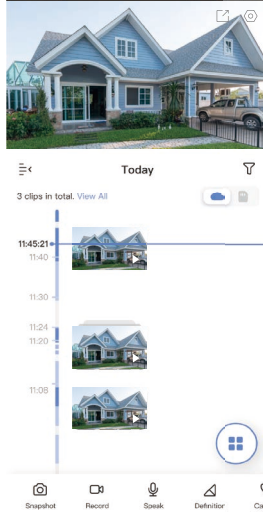 Today
3 clips in total. View All
11:45:21
11:40
11:30
11:24
11:20
11:08
Snapshot
Record
Speak
Definition